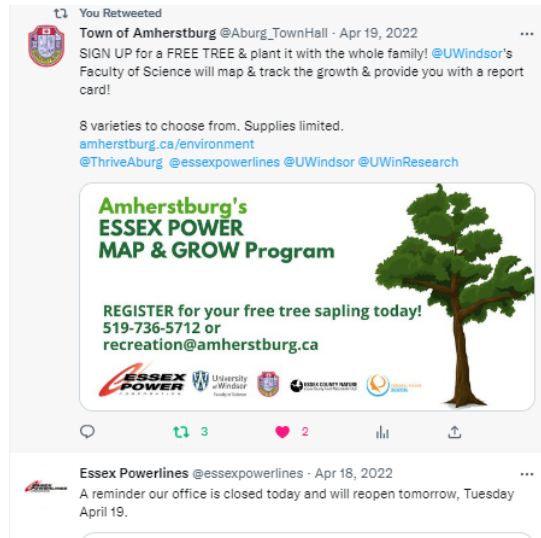 You Retweeted
Town of Amherstburg @Aburg_TownHall · Apr 19, 2022
SIGN UP for a FREE TREE & plant it with the whole family! @UWindsor's
Faculty of Science will map & track the growth & provide you with a report
card!
8 varieties to choose from. Supplies limited.
amherstburg.ca/environment
@ThriveAburg @essexpowerlines @UWindsor @UWinResearch
Amherstburg's
ESSEX POWER
MAP & GROW Program
REGISTER for your free tree sapling today!
519-736-5712 or
recreation@amherstburg.ca
ESSEX
POWER
CORPORATION
University
of Windsor
Faculty of Science
ESSEX COUNTY NATURE
3
2
Essex Powerlines @essexpowerlines · Apr 18, 2022
A reminder our office is closed today and will reopen tomorrow, Tuesday
April 19.